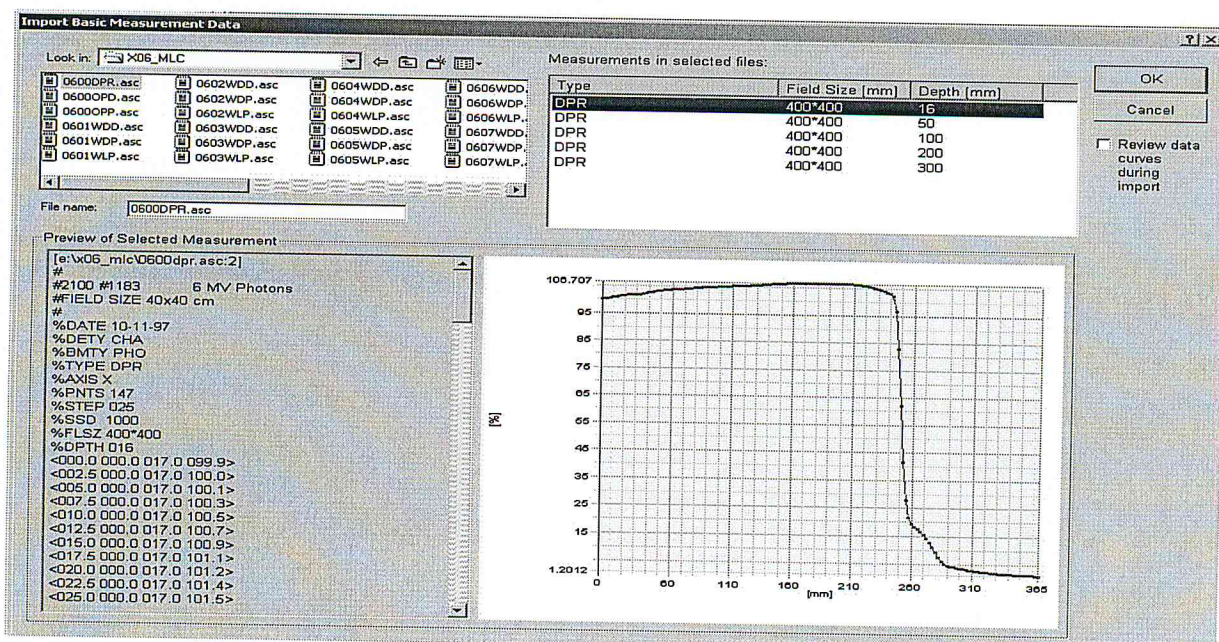 Import Basic Measurement Data
Look in: X06_MLC
0600DPR.asc 0602WDD.asc 0604WDD.asc 0606WDD.
0600OPD.asc 0602WDP.asc 0604WDP.asc 0606WDP.
0600OPP.asc 0602WLP.asc 0604WLP.asc 0606WLP.
0601WDD.asc 0603WDD.asc 0605WDD.asc 0607WDD.
0601WDP.asc 0603WDP.asc 0605WDP.asc 0607WDP.
0601WLP.asc 0603WLP.asc 0605WLP.asc 0607WLP.
File name: 0600DPR.asc
Measurements in selected files:
Type Field Size [mm] Depth [mm]
DPR 400*400 16
DPR 400*400 50
DPR 400*400 100
DPR 400*400 200
DPR 400*400 300
OK
Cancel
Review data
curves
during
import
Preview of Selected Measurement
[e:\x06_mlc\0600dpr.asc:2]
#
#2100 #1183 6 MV Photons
#FIELD SIZE 40x40 cm
#
%DATE 10-11-97
%DETY CHA
%BMTY PHO
%TYPE DPR
%AXIS X
%PNTS 147
%STEP 025
%SSD 1000
%FLSZ 400*400
%DPTH 016
<000.0 000.0 017.0 099.9>
<002.5 000.0 017.0 100.0>
<005.0 000.0 017.0 100.1>
<007.5 000.0 017.0 100.3>
<010.0 000.0 017.0 100.5>
<012.5 000.0 017.0 100.7>
<015.0 000.0 017.0 100.9>
<017.5 000.0 017.0 101.1>
<020.0 000.0 017.0 101.2>
<022.5 000.0 017.0 101.4>
<025.0 000.0 017.0 101.5>
106.707
95
85
75
65
55
45
35
25
15
1.2012
[%]
0 60 110 160 210 260 310 365
[mm]